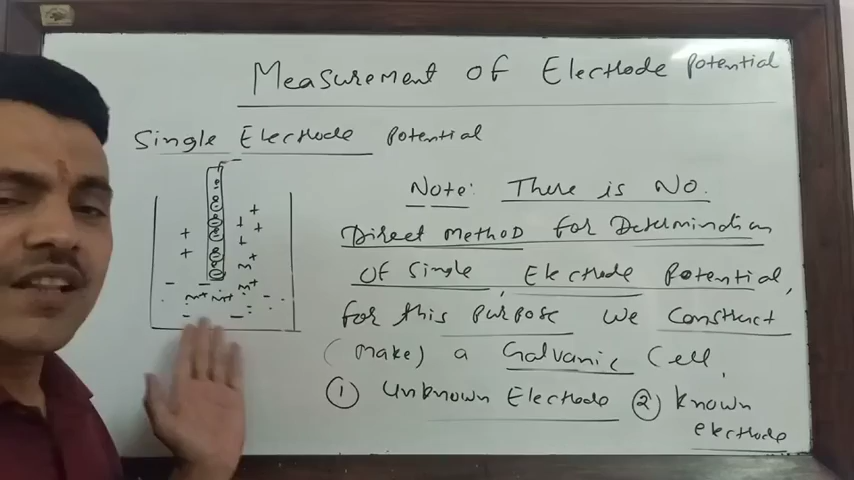 Measurement of Electrode Potential
Single Electrode Potential
Note: There is No.
Direct Method for Determindian
Of Single Electrode Potential,
for this purpose we Construct
(make) a Galvanic Cell,
① Unknown Electrode ② known
electrode
+ + + + + +
m+ m+ m+ m+